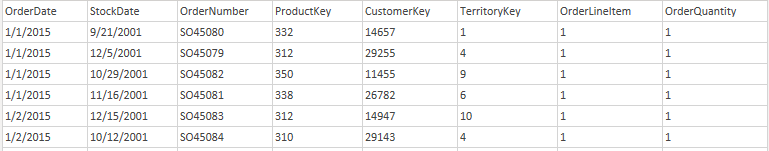 OrderDate StockDate OrderNumber ProductKey CustomerKey TerritoryKey OrderLineItem OrderQuantity
1/1/2015 9/21/2001 SO45080 332 14657 1 1 1
1/1/2015 12/5/2001 SO45079 312 29255 4 1 1
1/1/2015 10/29/2001 SO45082 350 11455 9 1 1
1/1/2015 11/16/2001 SO45081 338 26782 6 1 1
1/2/2015 12/15/2001 SO45083 312 14947 10 1 1
1/2/2015 10/12/2001 SO45084 310 29143 4 1 1